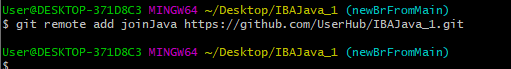 User@DESKTOP-371D8C3 MINGW64 ~/Desktop/IBAJava_1 (newBrFromMain)
$ git remote add joinJava https://github.com/UserHub/IBAJava_1.git
User@DESKTOP-371D8C3 MINGW64 ~/Desktop/IBAJava_1 (newBrFromMain)
$